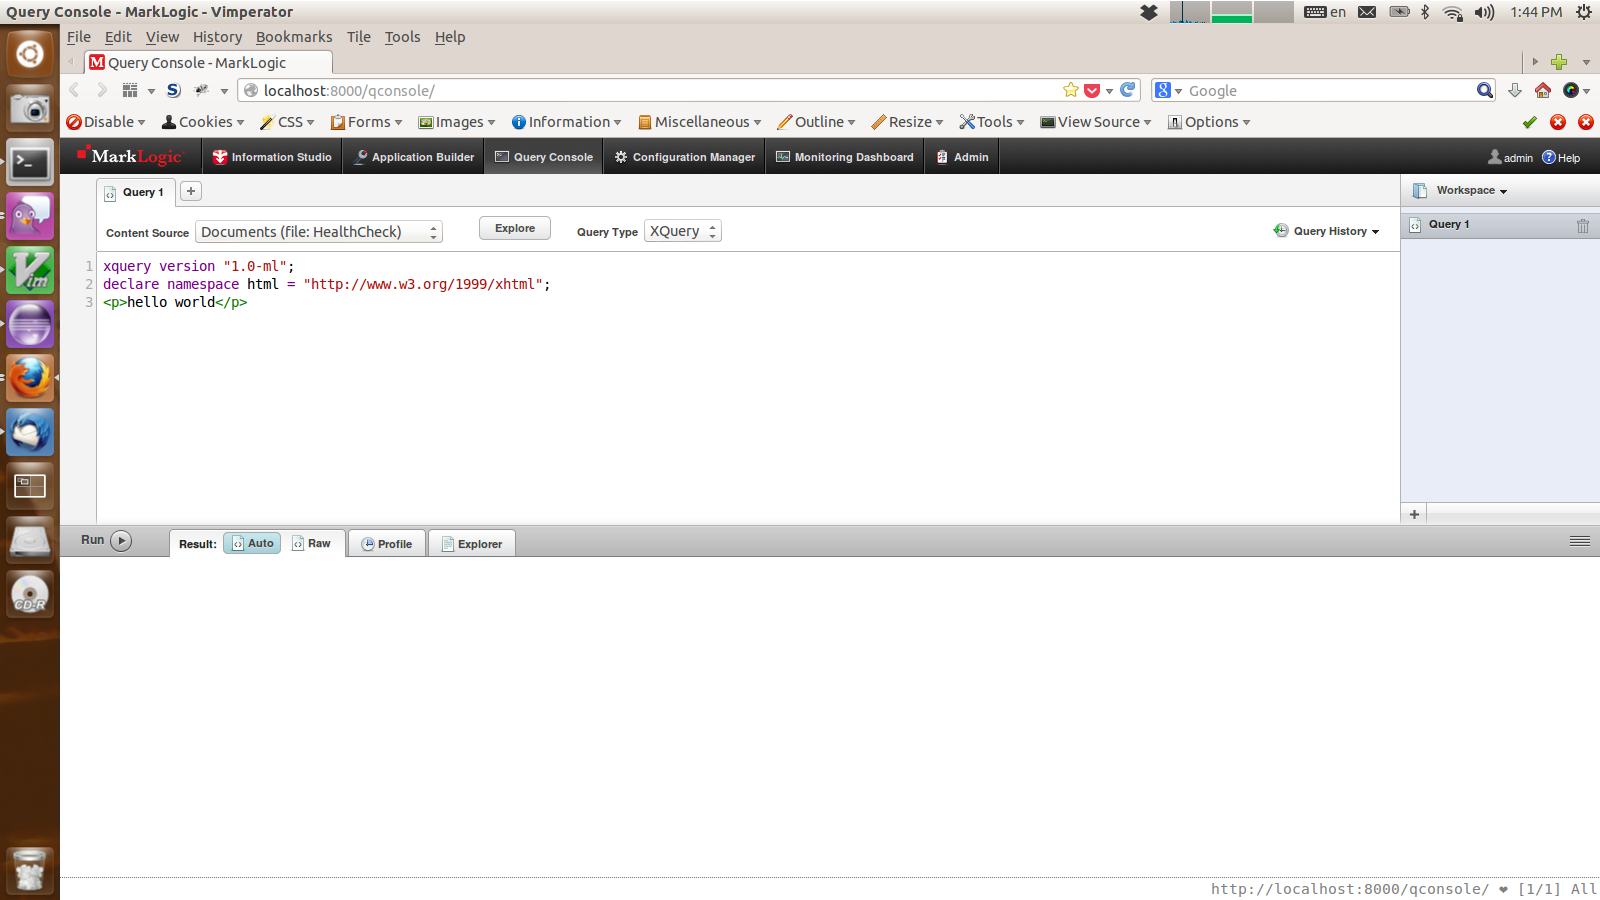 Query Console - MarkLogic - Vimperator
en
1:44 PM
File Edit View History Bookmarks Tile Tools Help
M Query Console - MarkLogic
S
localhost:8000/qconsole/
8 Google
Disable Cookies CSS Forms Images Information Miscellaneous Outline Resize Tools View Source Options
MarkLogic Information Studio Application Builder Query Console Configuration Manager Monitoring Dashboard Admin admin Help
Query 1 +
Workspace
Content Source Documents (file: HealthCheck) Explore Query Type XQuery Query History
Query 1
1 xquery version "1.0-ml";
2 declare namespace html = "http://www.w3.org/1999/xhtml";
3 <p>hello world</p>
Vim
+
Run Result: Auto Raw Profile Explorer
CD-R
http://localhost:8000/qconsole/ ❤ [1/1] All